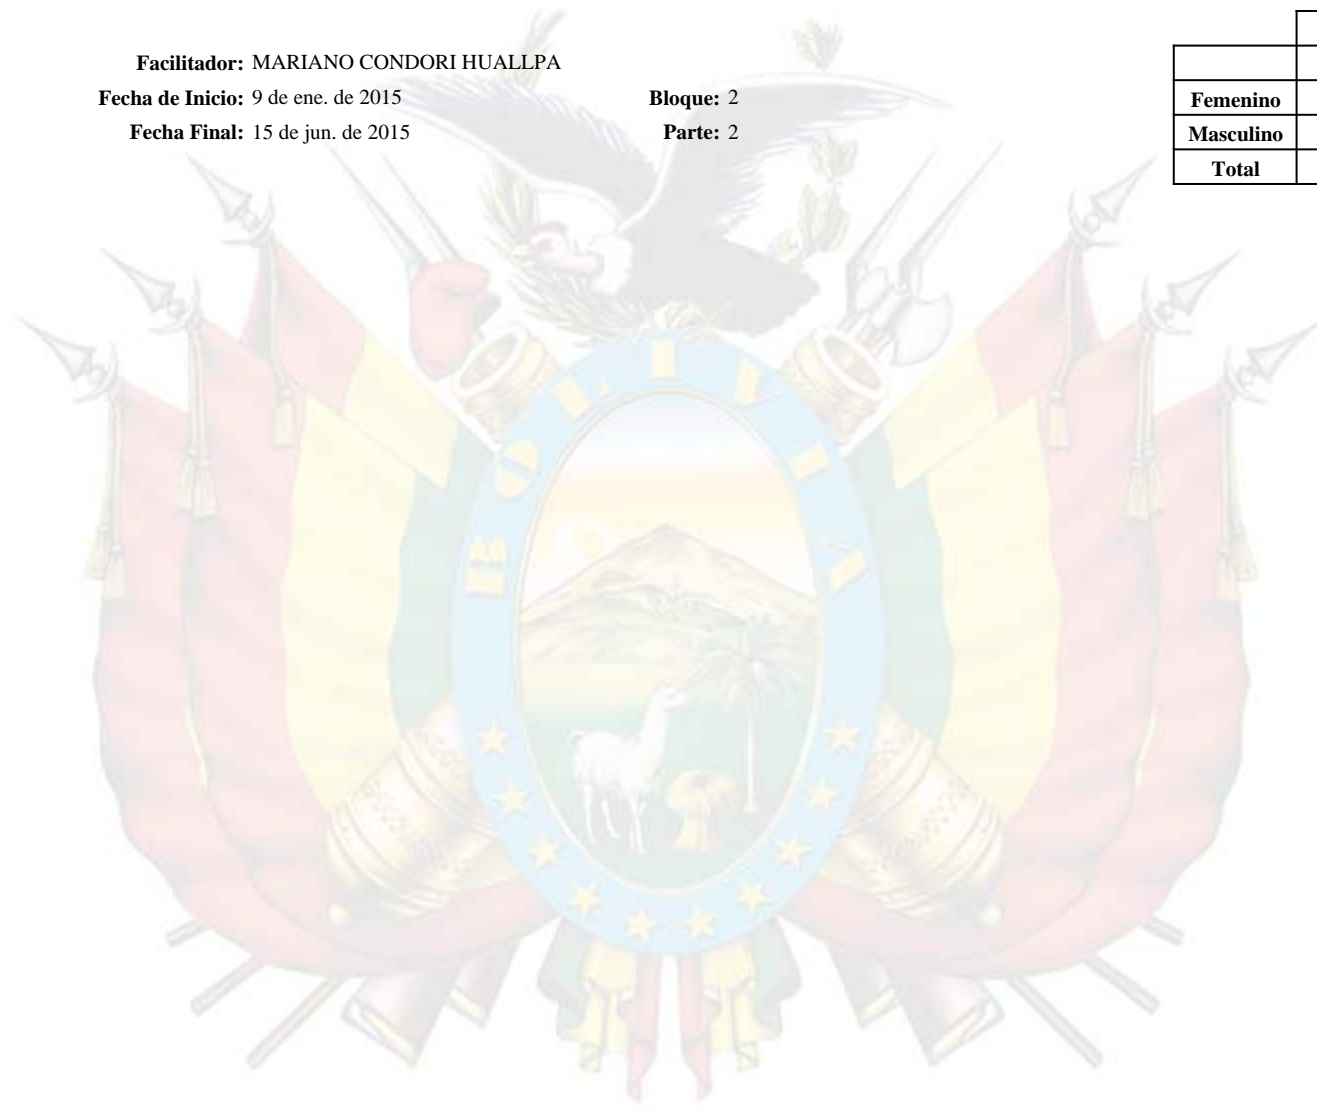 Facilitador: MARIANO CONDORI HUALLPA
Fecha de Inicio: 9 de ene. de 2015 Bloque: 2
Fecha Final: 15 de jun. de 2015 Parte: 2
Femenino
Masculino
Total
BOLIVIA